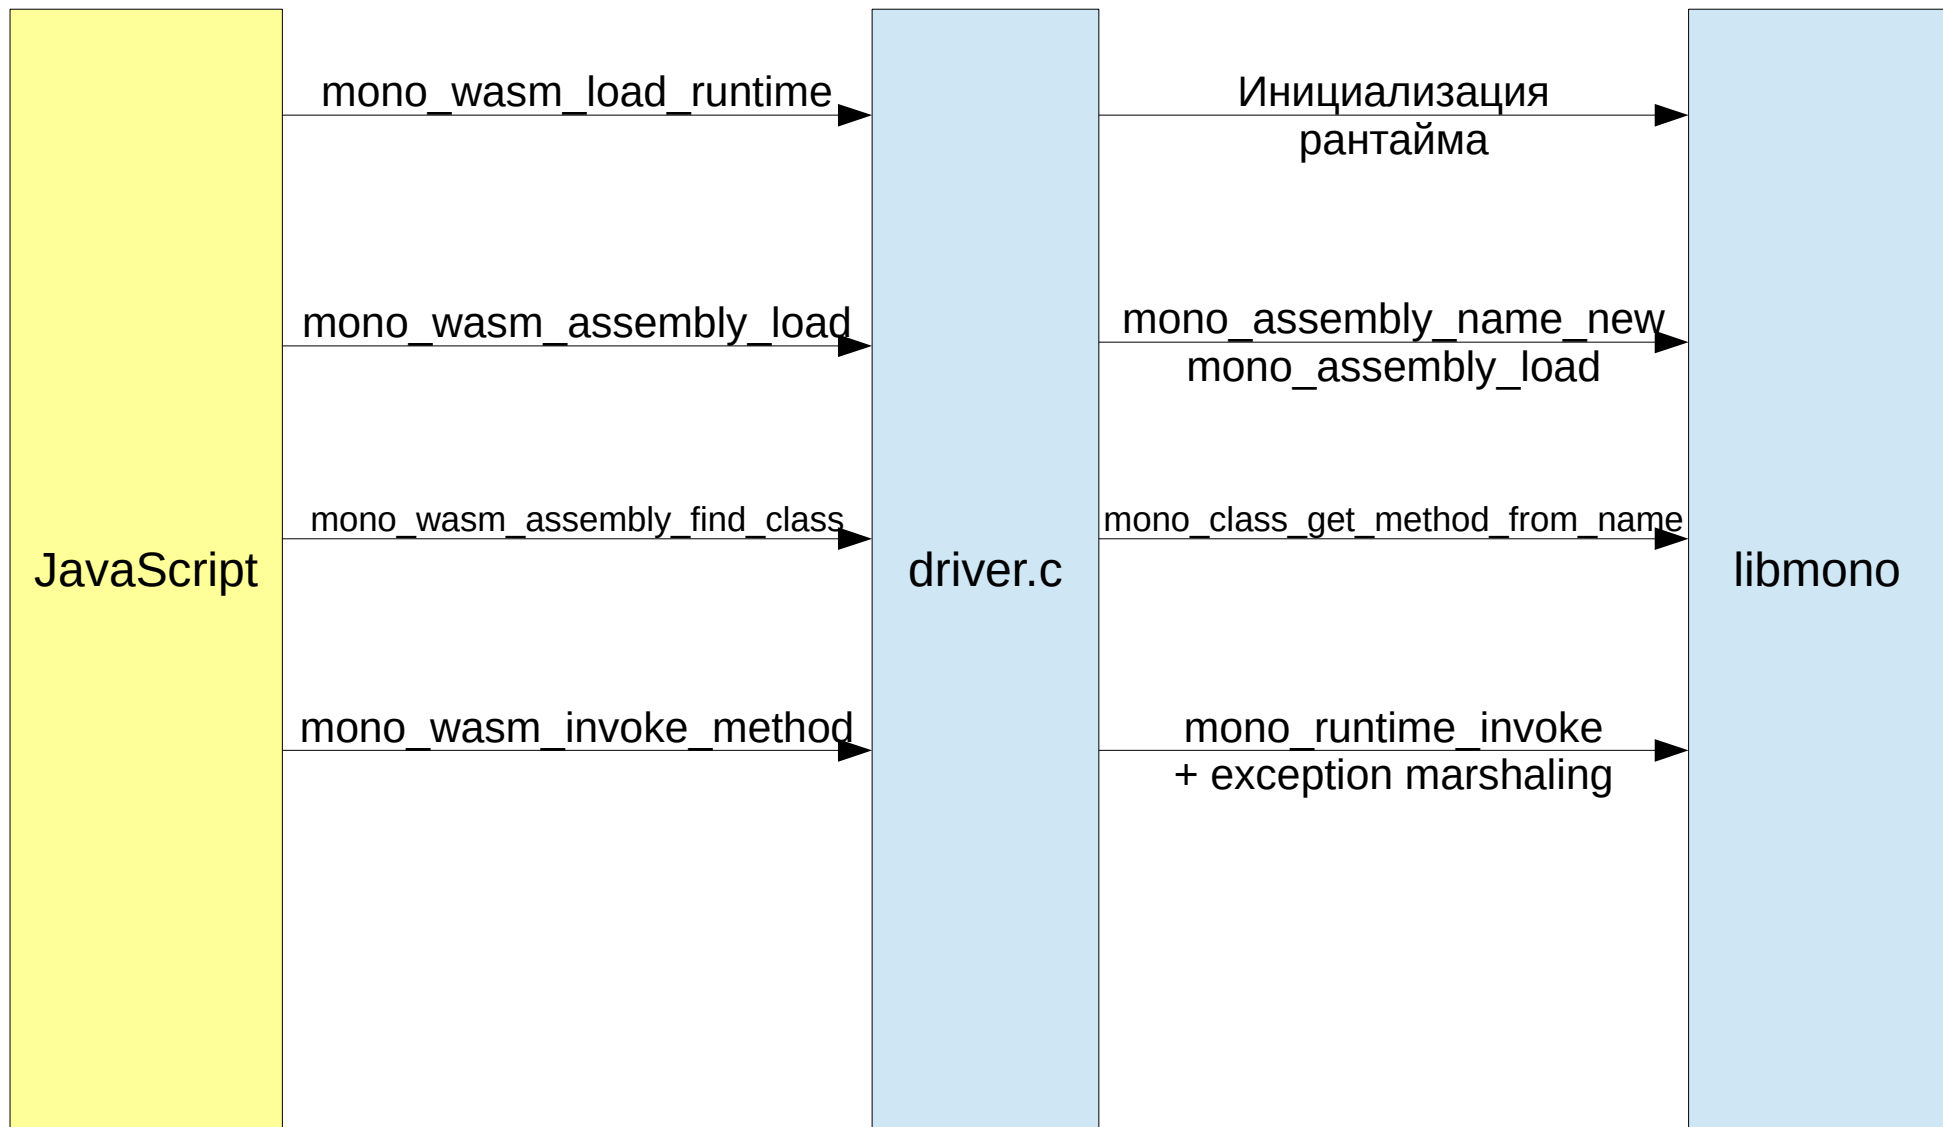 mono_wasm_load_runtime
Инициализация
рантайма
mono_wasm_assembly_load
mono_assembly_name_new
mono_assembly_load
mono_wasm_assembly_find_class
mono_class_get_method_from_name
JavaScript
driver.c
libmono
mono_wasm_invoke_method
mono_runtime_invoke
+ exception marshaling